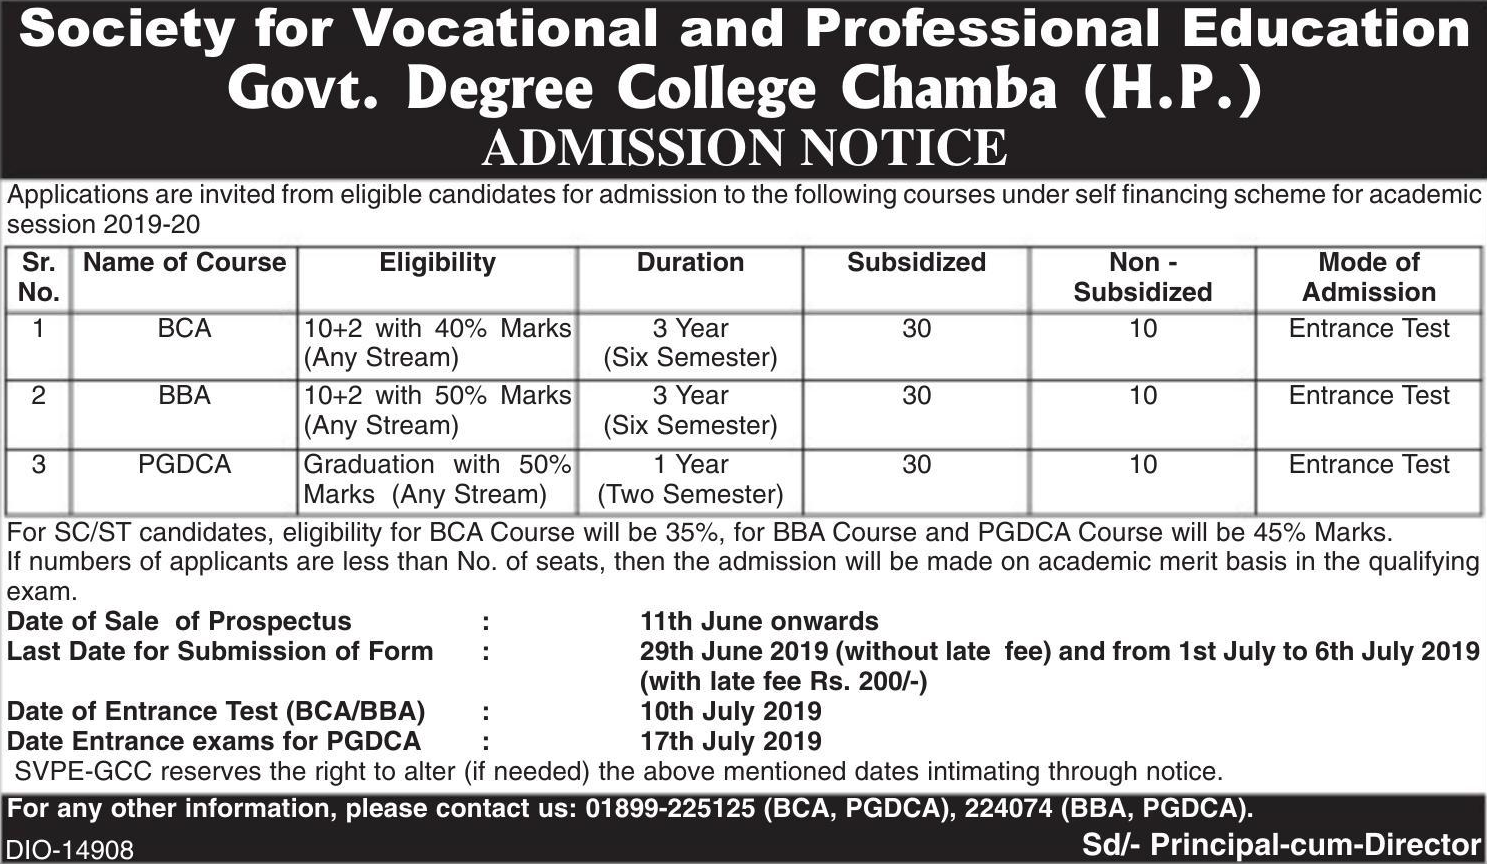 Society for Vocational and Professional Education
Govt. Degree College Chamba (H.P.)
ADMISSION NOTICE
Applications are invited from eligible candidates for admission to the following courses under self financing scheme for academic
session 2019-20
Sr. No. Name of Course Eligibility Duration Subsidized Non - Subsidized Mode of Admission
1 BCA 10+2 with 40% Marks (Any Stream) 3 Year (Six Semester) 30 10 Entrance Test
2 BBA 10+2 with 50% Marks (Any Stream) 3 Year (Six Semester) 30 10 Entrance Test
3 PGDCA Graduation with 50% Marks (Any Stream) 1 Year (Two Semester) 30 10 Entrance Test
For SC/ST candidates, eligibility for BCA Course will be 35%, for BBA Course and PGDCA Course will be 45% Marks.
If numbers of applicants are less than No. of seats, then the admission will be made on academic merit basis in the qualifying
exam.
Date of Sale of Prospectus : 11th June onwards
Last Date for Submission of Form : 29th June 2019 (without late fee) and from 1st July to 6th July 2019
(with late fee Rs. 200/-)
Date of Entrance Test (BCA/BBA) : 10th July 2019
Date Entrance exams for PGDCA : 17th July 2019
SVPE-GCC reserves the right to alter (if needed) the above mentioned dates intimating through notice.
For any other information, please contact us: 01899-225125 (BCA, PGDCA), 224074 (BBA, PGDCA).
DIO-14908 Sd/- Principal-cum-Director